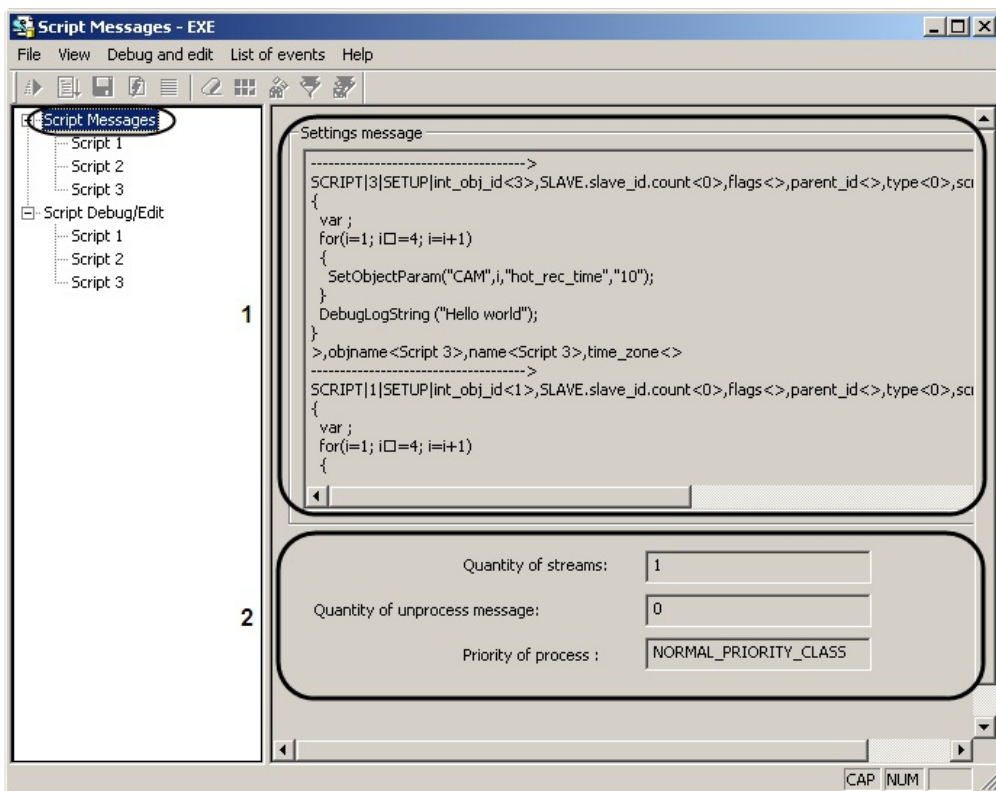 Script Messages - EXE
File View Debug and edit List of events Help
Script Messages
Script 1
Script 2
Script 3
Script Debug/Edit
Script 1
Script 2
Script 3
1
Settings message
------------------------------------->
SCRIPT|3|SETUP|int_obj_id<3>,SLAVE.slave_id.count<0>,flags<>,parent_id<>,type<0>,scr
{
var ;
for(i=1; i□=4; i=i+1)
{
SetObjectParam("CAM",i,"hot_rec_time","10");
}
DebugLogString ("Hello world");
}
>,objname<Script 3>,name<Script 3>,time_zone<>
------------------------------------->
SCRIPT|1|SETUP|int_obj_id<1>,SLAVE.slave_id.count<0>,flags<>,parent_id<>,type<0>,scr
{
var ;
for(i=1; i□=4; i=i+1)
{
2
Quantity of streams: 1
Quantity of unprocess message: 0
Priority of process : NORMAL_PRIORITY_CLASS
CAP NUM